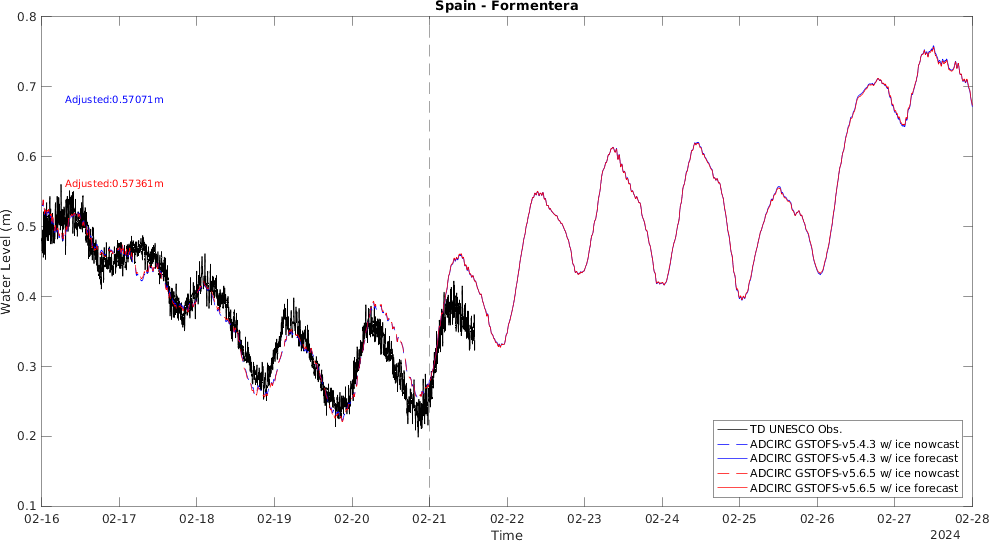 Spain - Formentera
0.8
0.7
0.6
0.5
0.4
0.3
0.2
0.1
Water Level (m)
Adjusted:0.57071m
Adjusted:0.57361m
TD UNESCO Obs.
ADCIRC GSTOFS-v5.4.3 w/ ice nowcast
ADCIRC GSTOFS-v5.4.3 w/ ice forecast
ADCIRC GSTOFS-v5.6.5 w/ ice nowcast
ADCIRC GSTOFS-v5.6.5 w/ ice forecast
02-16 02-17 02-18 02-19 02-20 02-21 02-22 02-23 02-24 02-25 02-26 02-27 02-28
Time
2024